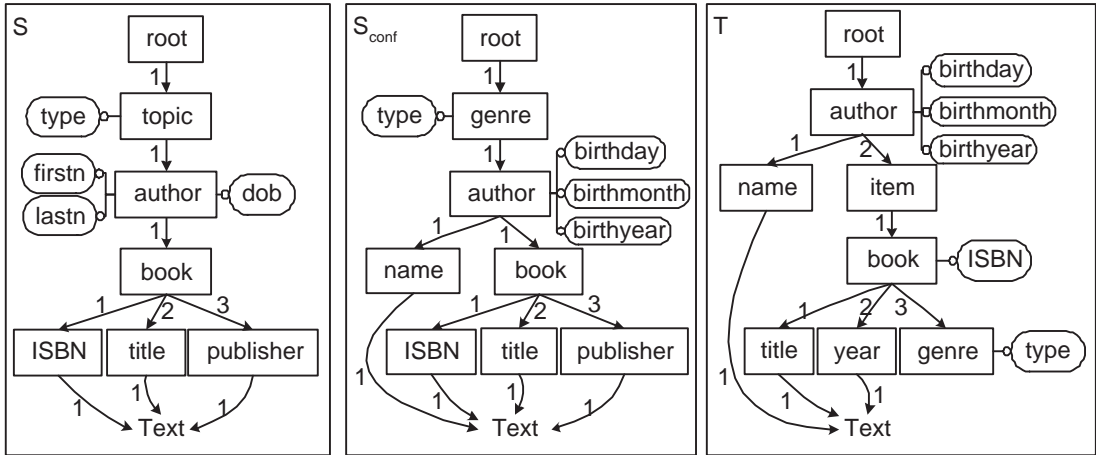 S
root
1
type
topic
1
firstn
lastn
author
dob
1
book
1
2
3
ISBN
title
publisher
1
1
1
Text
Sconf
root
1
type
genre
1
author
birthday
birthmonth
birthyear
1
1
name
book
1
2
3
ISBN
title
publisher
1
1
1
1
Text
T
root
1
author
birthday
birthmonth
birthyear
1
2
name
item
1
book
ISBN
1
2
3
title
year
genre
type
1
1
1
Text